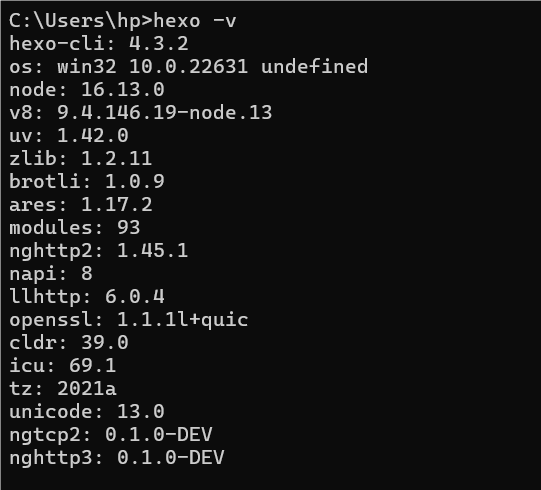 C:\Users\hp>hexo -v
hexo-cli: 4.3.2
os: win32 10.0.22631 undefined
node: 16.13.0
v8: 9.4.146.19-node.13
uv: 1.42.0
zlib: 1.2.11
brotli: 1.0.9
ares: 1.17.2
modules: 93
nghttp2: 1.45.1
napi: 8
llhttp: 6.0.4
openssl: 1.1.1l+quic
cldr: 39.0
icu: 69.1
tz: 2021a
unicode: 13.0
ngtcp2: 0.1.0-DEV
nghttp3: 0.1.0-DEV